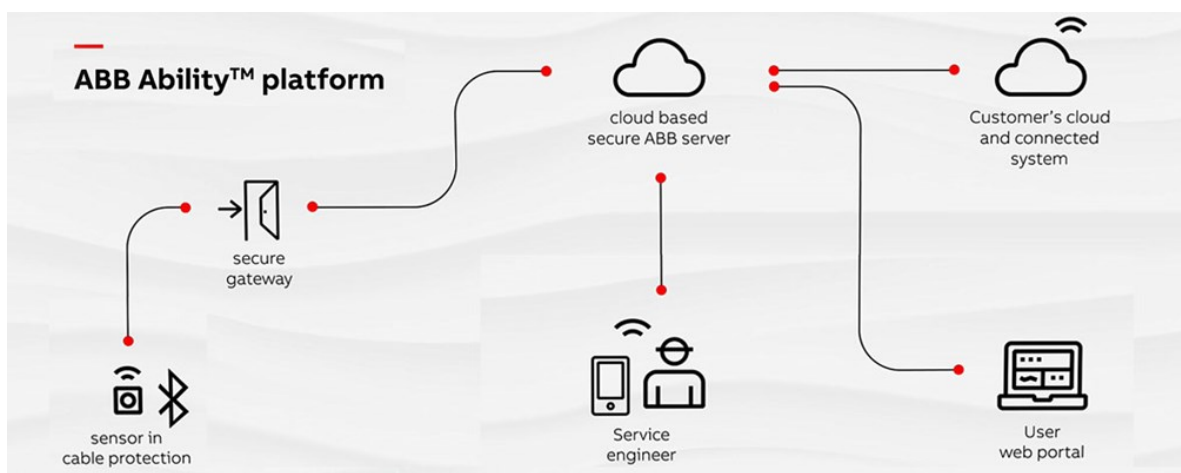 ABB Ability™ platform
cloud based
secure ABB server
Customer's cloud
and connected
system
secure
gateway
sensor in
cable protection
Service
engineer
User
web portal